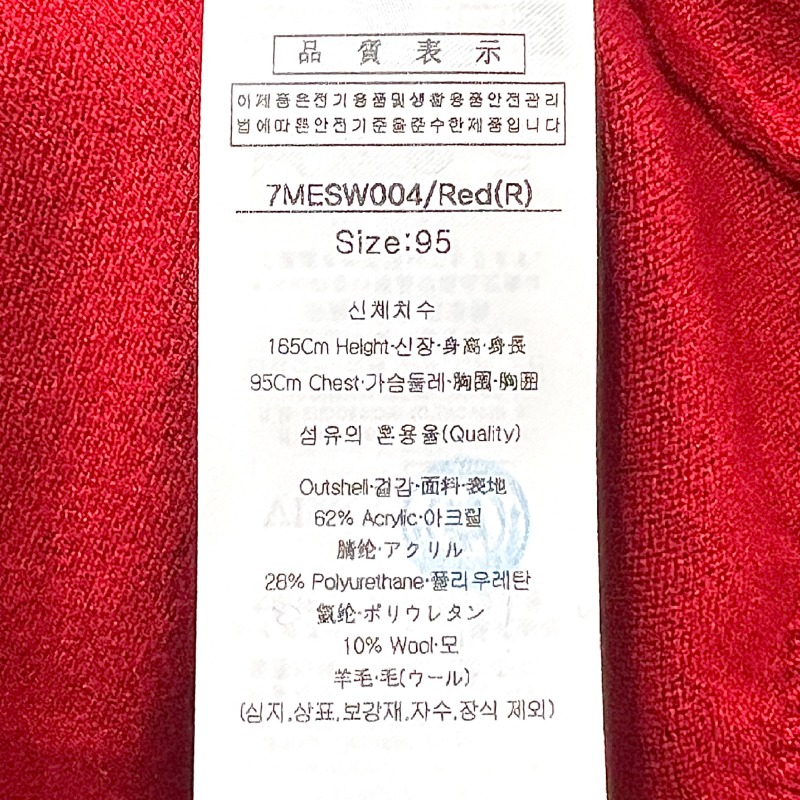 品質表示
이제품은전기용품및생활용품안전관리
법에따른안전기준을준수한제품입니다
7MESW004/Red(R)
Size:95
신체치수
165Cm Height·신장·身高·身長
95Cm Chest·가슴둘레·胸围·胸囲
섬유의 혼용율(Quality)
Outshell·겉감·面料·表地
62% Acrylic·아크릴
腈纶·アクリル
28% Polyurethane·폴리우레탄
氨纶·ポリウレタン
10% Wool·모
羊毛·毛(ウール)
(심지,상표,보강재,자수,장식 제외)